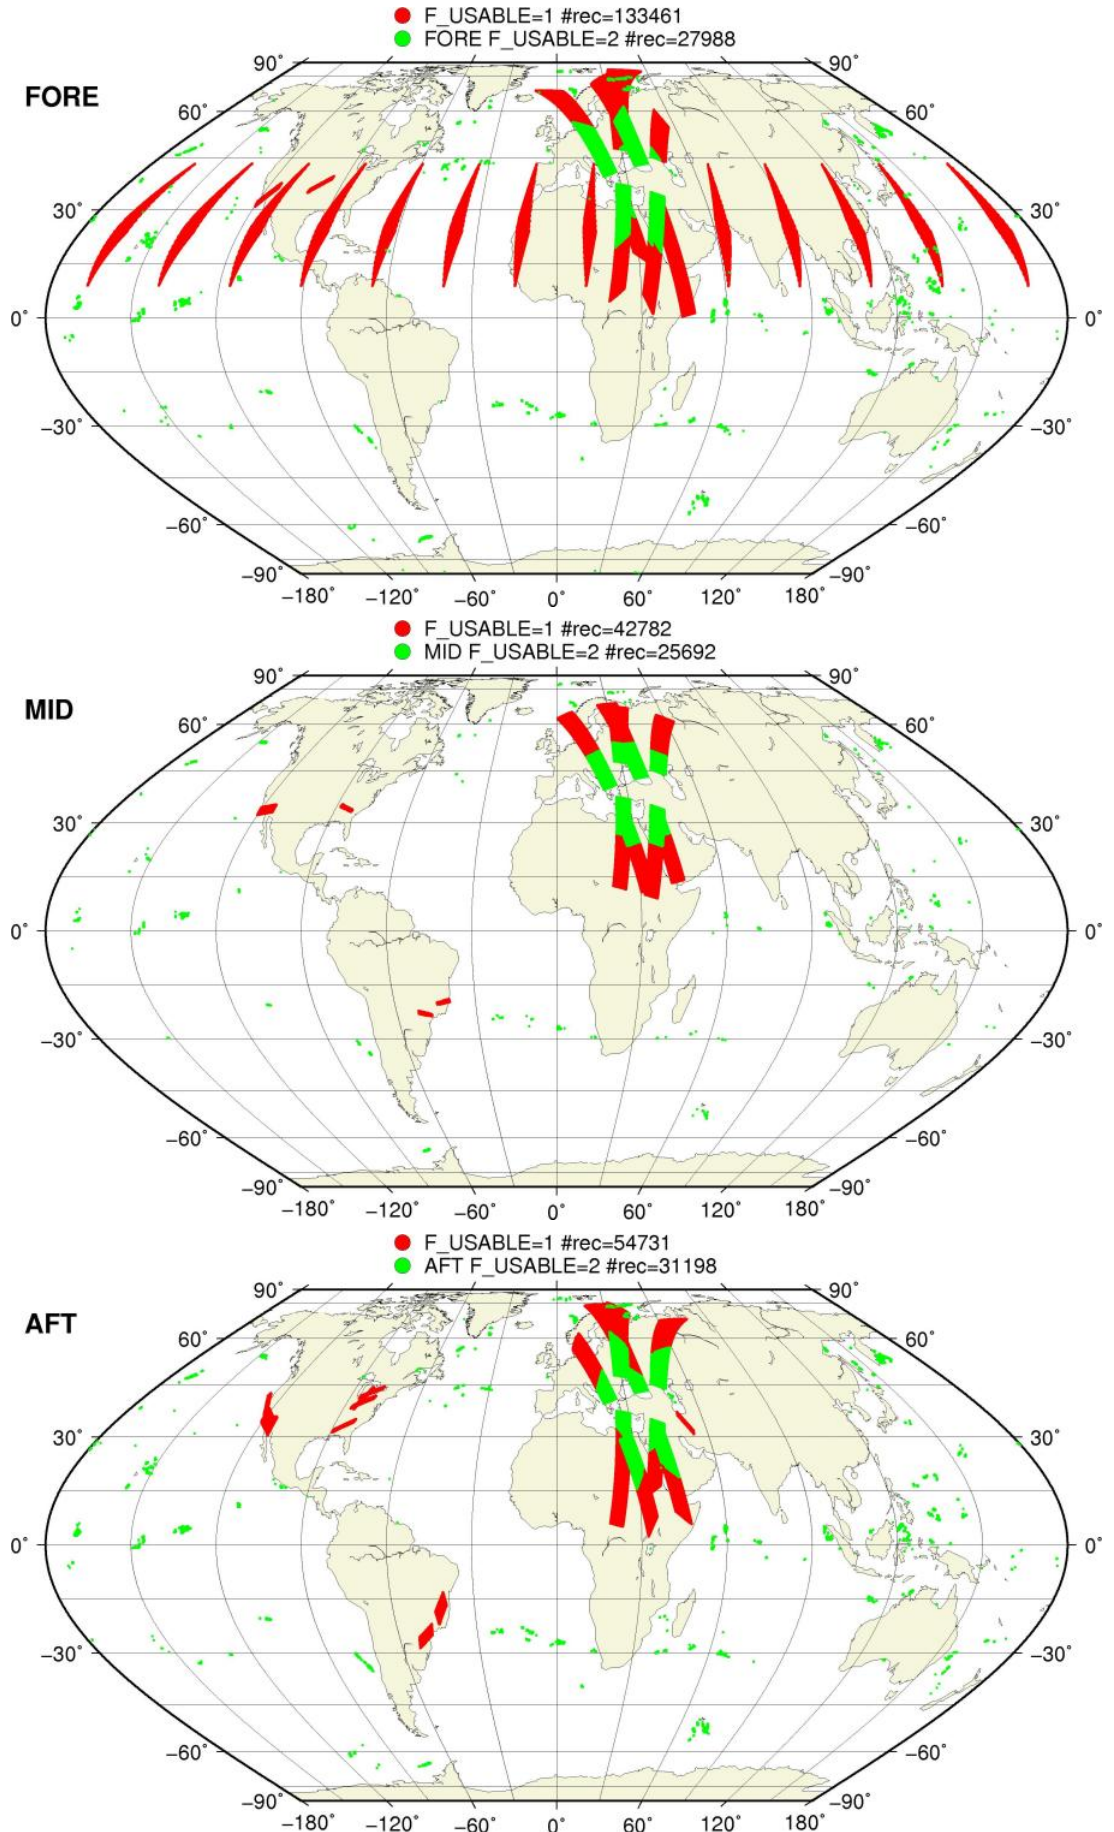 F_USABLE=1 #rec=133461
FORE F_USABLE=2 #rec=27988
FORE
90° 90°
60° 60°
30° 30°
0° 0°
−30° −30°
−60° −60°
−90° −90°
−180° −120° −60° 0° 60° 120° 180°
F_USABLE=1 #rec=42782
MID F_USABLE=2 #rec=25692
MID
90° 90°
60° 60°
30° 30°
0° 0°
−30° −30°
−60° −60°
−90° −90°
−180° −120° −60° 0° 60° 120° 180°
F_USABLE=1 #rec=54731
AFT F_USABLE=2 #rec=31198
AFT
90° 90°
60° 60°
30° 30°
0° 0°
−30° −30°
−60° −60°
−90° −90°
−180° −120° −60° 0° 60° 120° 180°